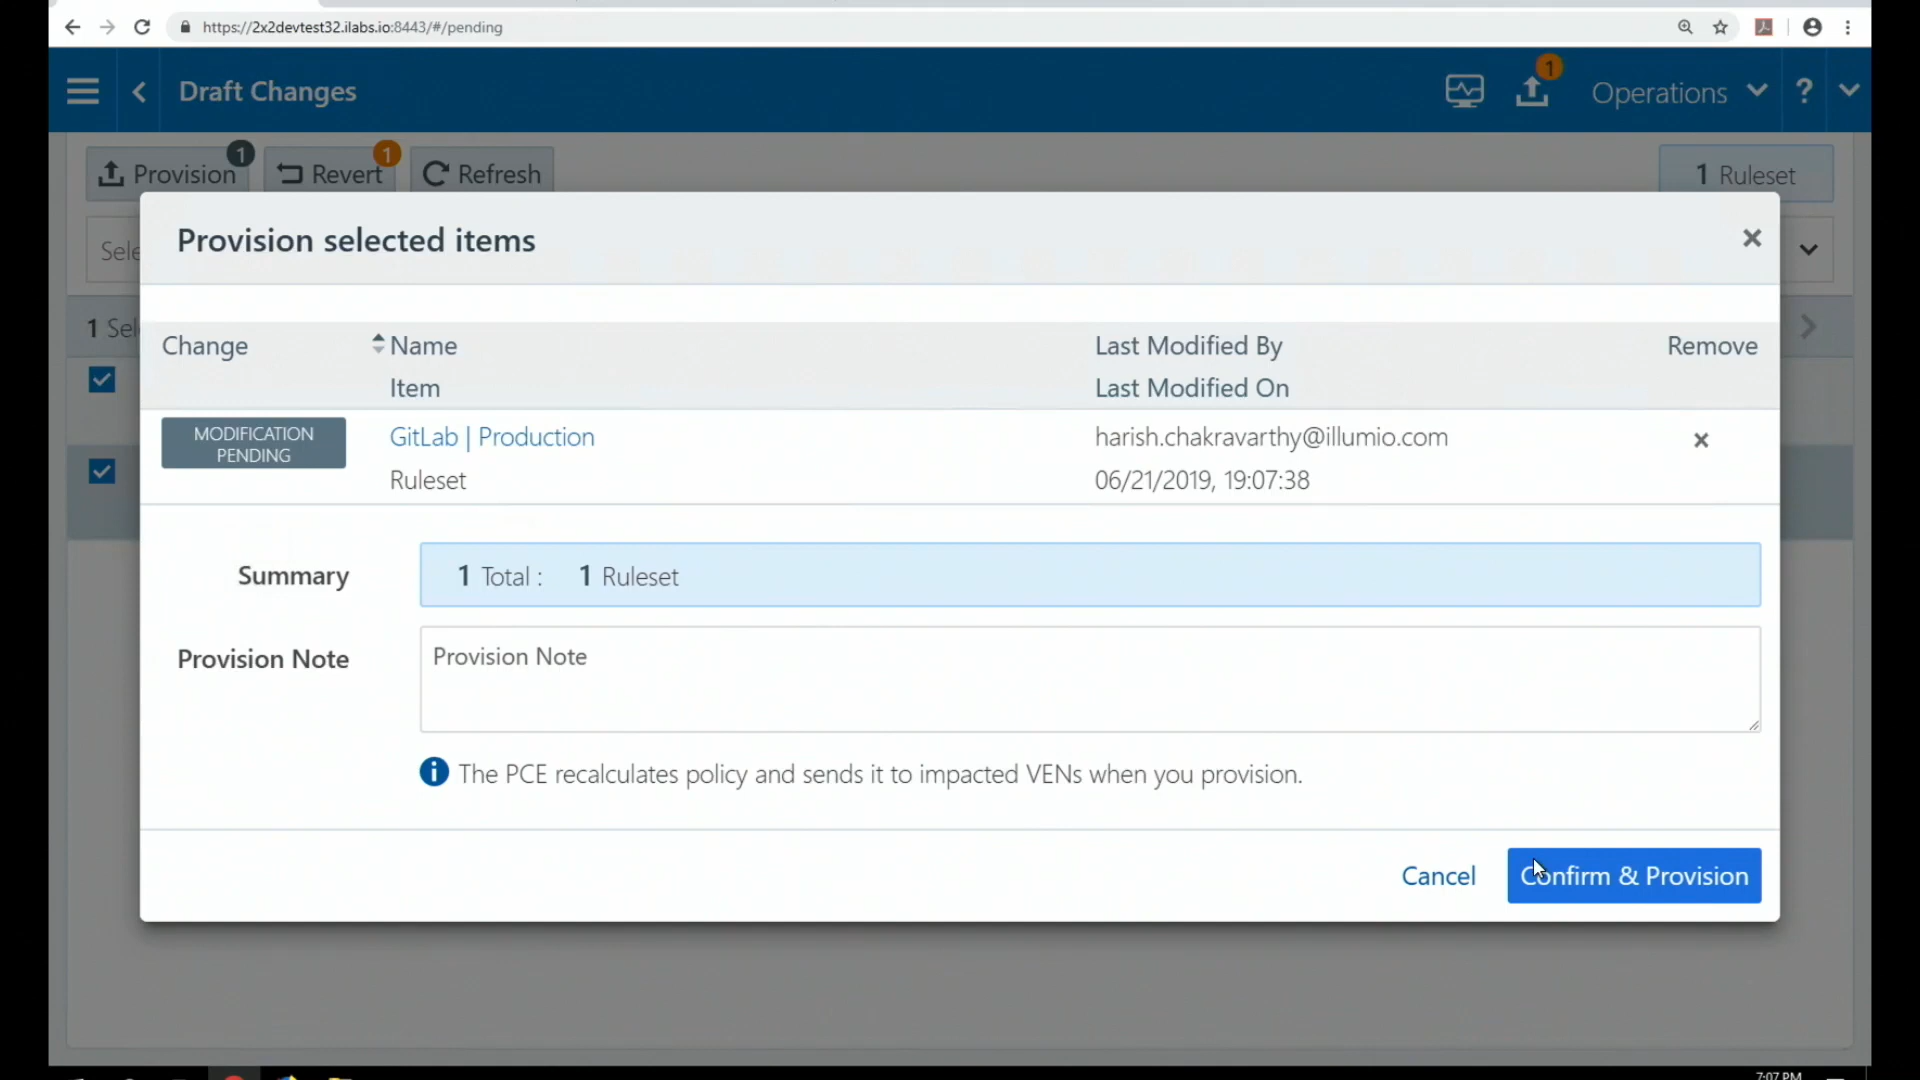 https://2x2devtest32.ilabs.io:8443/#/pending
Draft Changes
1
Operations
?
Provision
1
Revert
1
Refresh
1 Ruleset
Provision selected items
Change
Name
Item
Last Modified By
Last Modified On
Remove
MODIFICATION
PENDING
GitLab | Production
Ruleset
harish.chakravarthy@illumio.com
06/21/2019, 19:07:38
Summary
1 Total : 1 Ruleset
Provision Note
Provision Note
The PCE recalculates policy and sends it to impacted VENs when you provision.
Cancel
Confirm & Provision
7:07 PM